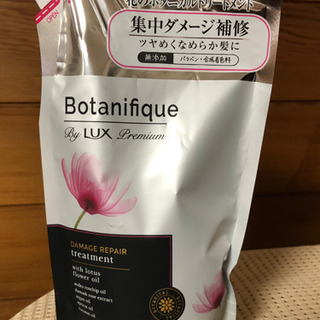 OPEN
集中ダメージ補修
ツヤめくなめらか髪に
無添加 パラベン・合成着色料
Botanifique
By LUX Premium
DAMAGE REPAIR
treatment
with lotus
flower oil